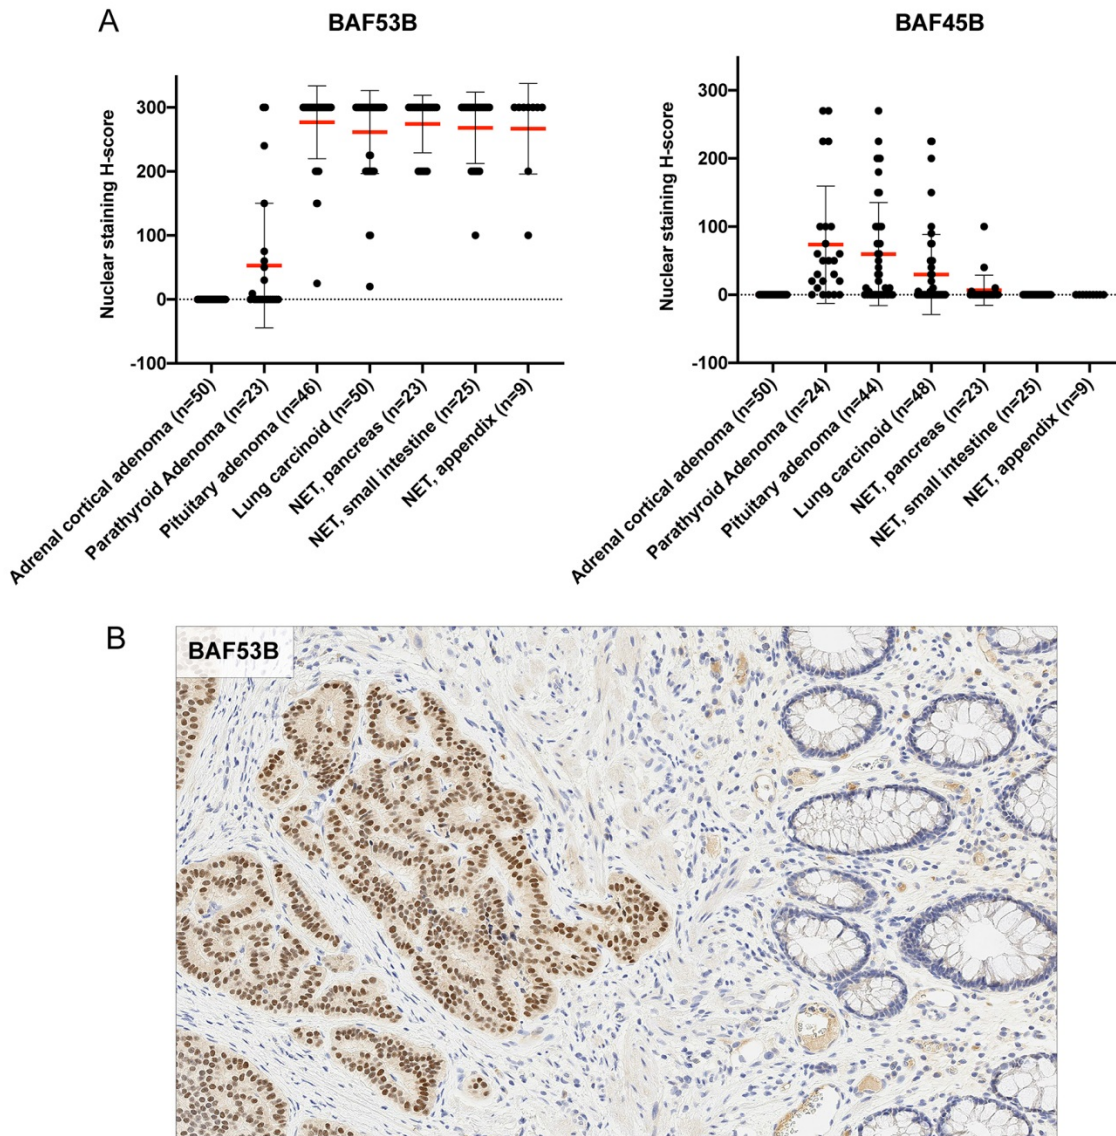 A
BAF53B
Nuclear staining H-score
300
200
100
0
-100
Adrenal cortical adenoma (n=50)
Parathyroid Adenoma (n=23)
Pituitary adenoma (n=46)
Lung carcinoid (n=50)
NET, pancreas (n=23)
NET, small intestine (n=25)
NET, appendix (n=9)
BAF45B
Nuclear staining H-score
300
200
100
0
-100
Adrenal cortical adenoma (n=50)
Parathyroid Adenoma (n=24)
Pituitary adenoma (n=44)
Lung carcinoid (n=48)
NET, pancreas (n=23)
NET, small intestine (n=25)
NET, appendix (n=9)
B
BAF53B